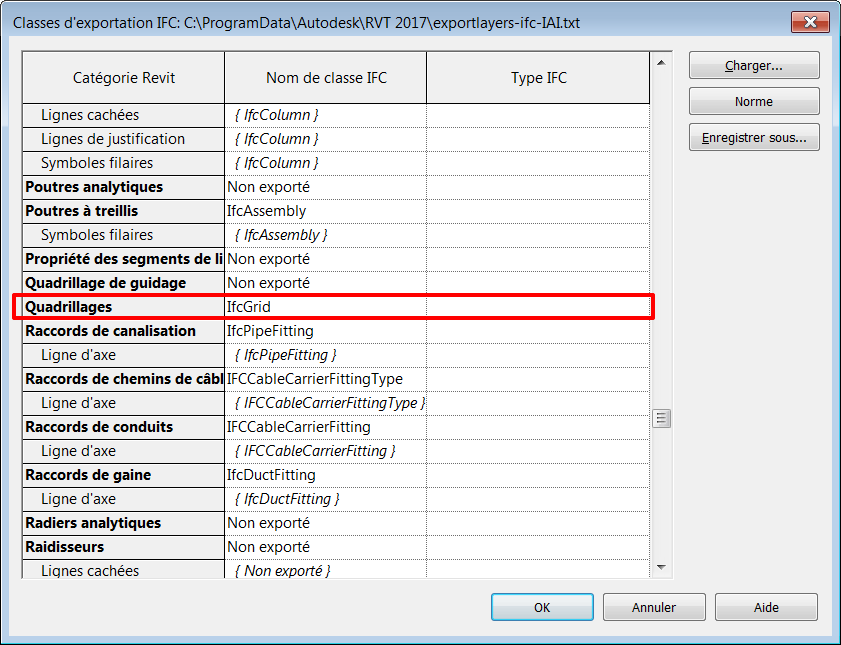 Classes d'exportation IFC: C:\ProgramData\Autodesk\RVT 2017\exportlayers-ifc-IAI.txt
Catégorie Revit Nom de classe IFC Type IFC
Lignes cachées { IfcColumn }
Lignes de justification { IfcColumn }
Symboles filaires { IfcColumn }
Poutres analytiques Non exporté
Poutres à treillis IfcAssembly
Symboles filaires { IfcAssembly }
Propriété des segments de li Non exporté
Quadrillage de guidage Non exporté
Quadrillages IfcGrid
Raccords de canalisation IfcPipeFitting
Ligne d'axe { IfcPipeFitting }
Raccords de chemins de câbl IFCCableCarrierFittingType
Ligne d'axe { IFCCableCarrierFittingType }
Raccords de conduits IFCCableCarrierFitting
Ligne d'axe { IFCCableCarrierFitting }
Raccords de gaine IfcDuctFitting
Ligne d'axe { IfcDuctFitting }
Radiers analytiques Non exporté
Raidisseurs Non exporté
Lignes cachées { Non exporté }
Charger...
Norme
Enregistrer sous...
OK Annuler Aide